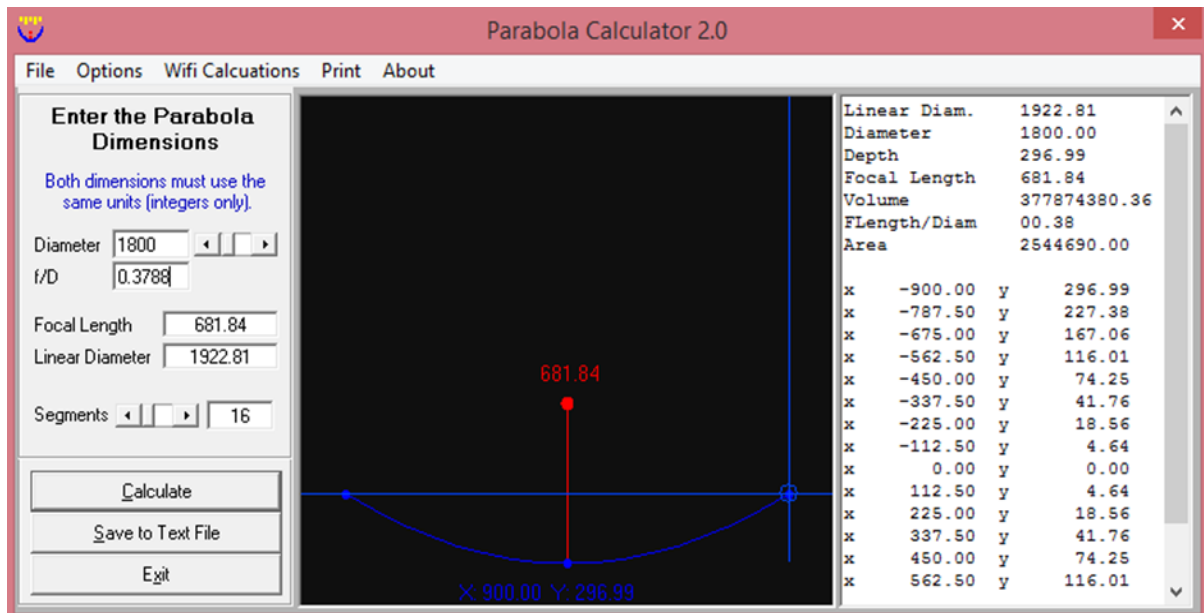 Parabola Calculator 2.0
File Options Wifi Calcuations Print About
Enter the Parabola
Dimensions
Both dimensions must use the
same units (integers only).
Diameter 1800
f/D 0.3788
Focal Length 681.84
Linear Diameter 1922.81
Segments 16
Calculate
Save to Text File
Exit
681.84
X: 900.00 Y: 296.99
Linear Diam. 1922.81
Diameter 1800.00
Depth 296.99
Focal Length 681.84
Volume 377874380.36
FLength/Diam 00.38
Area 2544690.00
x -900.00 y 296.99
x -787.50 y 227.38
x -675.00 y 167.06
x -562.50 y 116.01
x -450.00 y 74.25
x -337.50 y 41.76
x -225.00 y 18.56
x -112.50 y 4.64
x 0.00 y 0.00
x 112.50 y 4.64
x 225.00 y 18.56
x 337.50 y 41.76
x 450.00 y 74.25
x 562.50 y 116.01